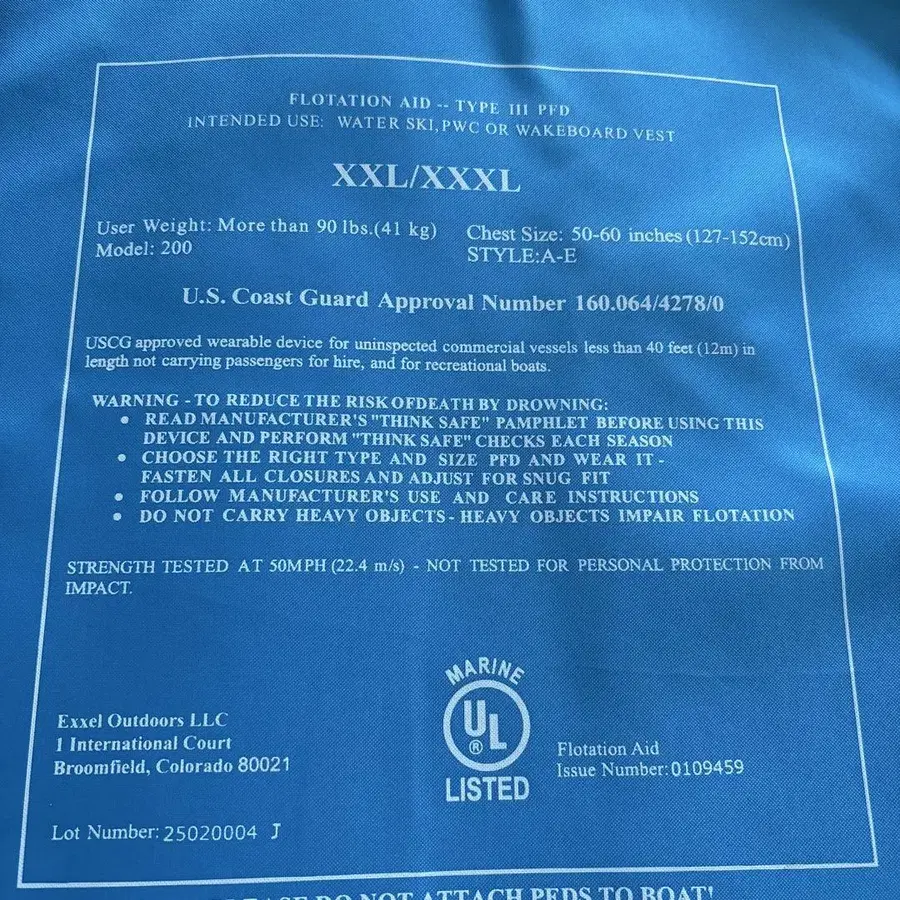 FLOTATION AID -- TYPE III PFD
INTENDED USE: WATER SKI,PWC OR WAKEBOARD VEST
XXL/XXXL
User Weight: More than 90 lbs.(41 kg) Chest Size: 50-60 inches (127-152cm)
Model: 200 STYLE:A-E
U.S. Coast Guard Approval Number 160.064/4278/0
USCG approved wearable device for uninspected commercial vessels less than 40 feet (12m) in
length not carrying passengers for hire, and for recreational boats.
WARNING - TO REDUCE THE RISK OFDEATH BY DROWNING:
• READ MANUFACTURER'S "THINK SAFE" PAMPHLET BEFORE USING THIS
DEVICE AND PERFORM "THINK SAFE" CHECKS EACH SEASON
• CHOOSE THE RIGHT TYPE AND SIZE PFD AND WEAR IT -
FASTEN ALL CLOSURES AND ADJUST FOR SNUG FIT
• FOLLOW MANUFACTURER'S USE AND CARE INSTRUCTIONS
• DO NOT CARRY HEAVY OBJECTS - HEAVY OBJECTS IMPAIR FLOTATION
STRENGTH TESTED AT 50MPH (22.4 m/s) - NOT TESTED FOR PERSONAL PROTECTION FROM
IMPACT.
MARINE
UL
®
LISTED
Exxel Outdoors LLC
1 International Court
Broomfield, Colorado 80021
Flotation Aid
Issue Number:0109459
Lot Number: 25020004 J
DO NOT ATTACH PFDS TO BOAT!